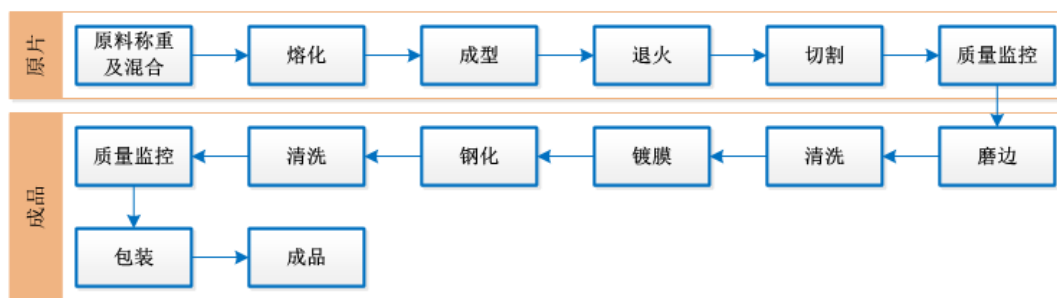 原片
原料称重
及混合
熔化
成型
退火
切割
质量监控
成品
质量监控
清洗
钢化
镀膜
清洗
磨边
包装
成品